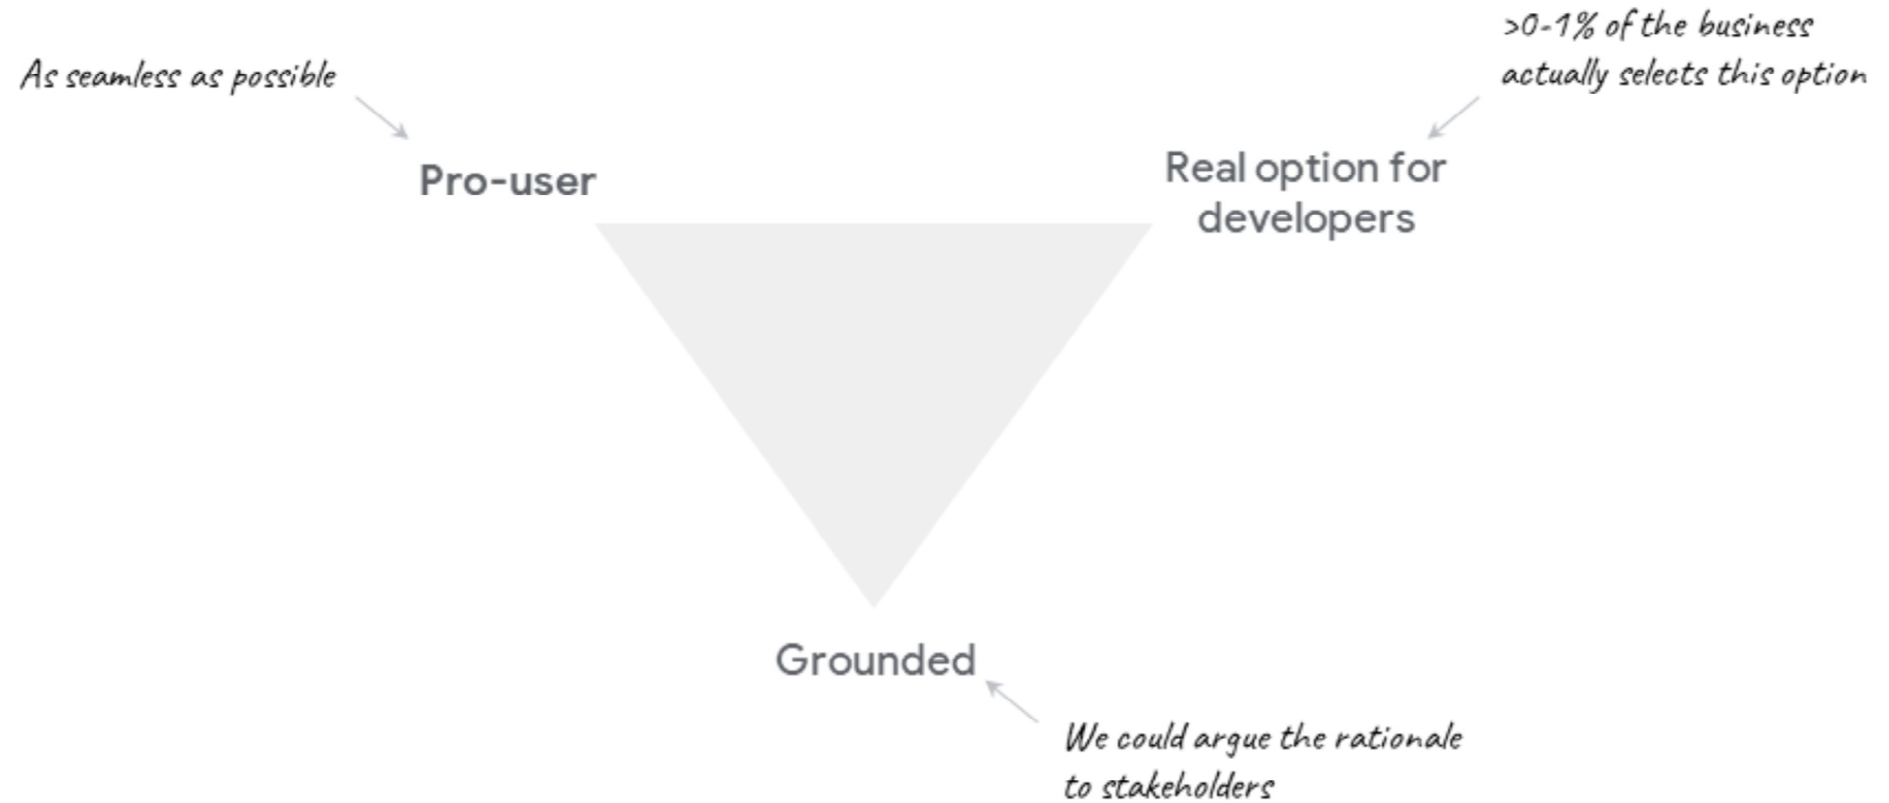 >0-1% of the business
actually selects this option
As seamless as possible
Pro-user
Real option for
developers
Grounded
We could argue the rationale
to stakeholders